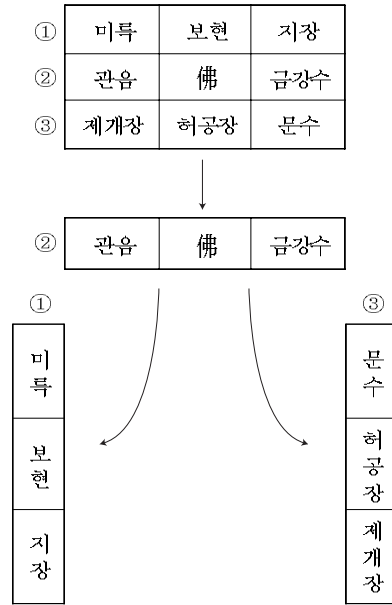 ① 미륵 보현 지장
② 관음 佛 금강수
③ 제개장 허공장 문수
② 관음 佛 금강수
①
미륵
보현
지장
③
문수
허공장
제개장